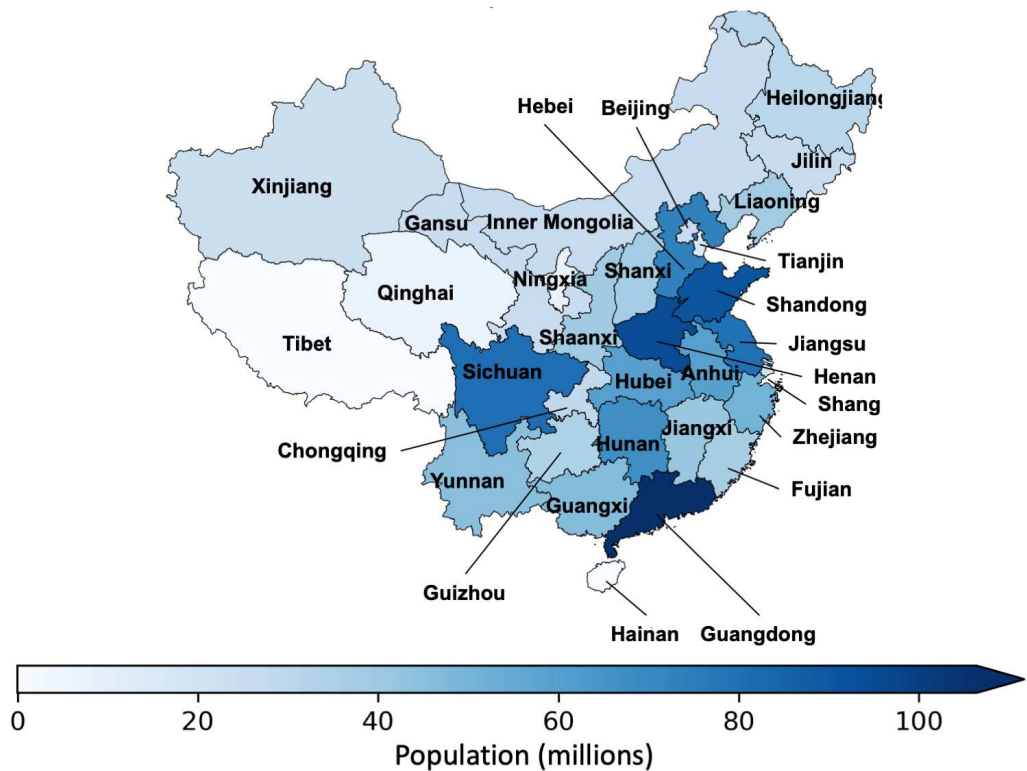 Hebei
Beijing
Heilongjiang
Jilin
Xinjiang
Liaoning
Gansu
Inner Mongolia
Tianjin
Shanxi
Ningxia
Qinghai
Shandong
Tibet
Shaanxi
Jiangsu
Sichuan
Anhui
Henan
Hubei
Shang
Jiangxi
Zhejiang
Hunan
Chongqing
Yunnan
Fujian
Guangxi
Guizhou
Hainan
Guangdong
0 20 40 60 80 100
Population (millions)